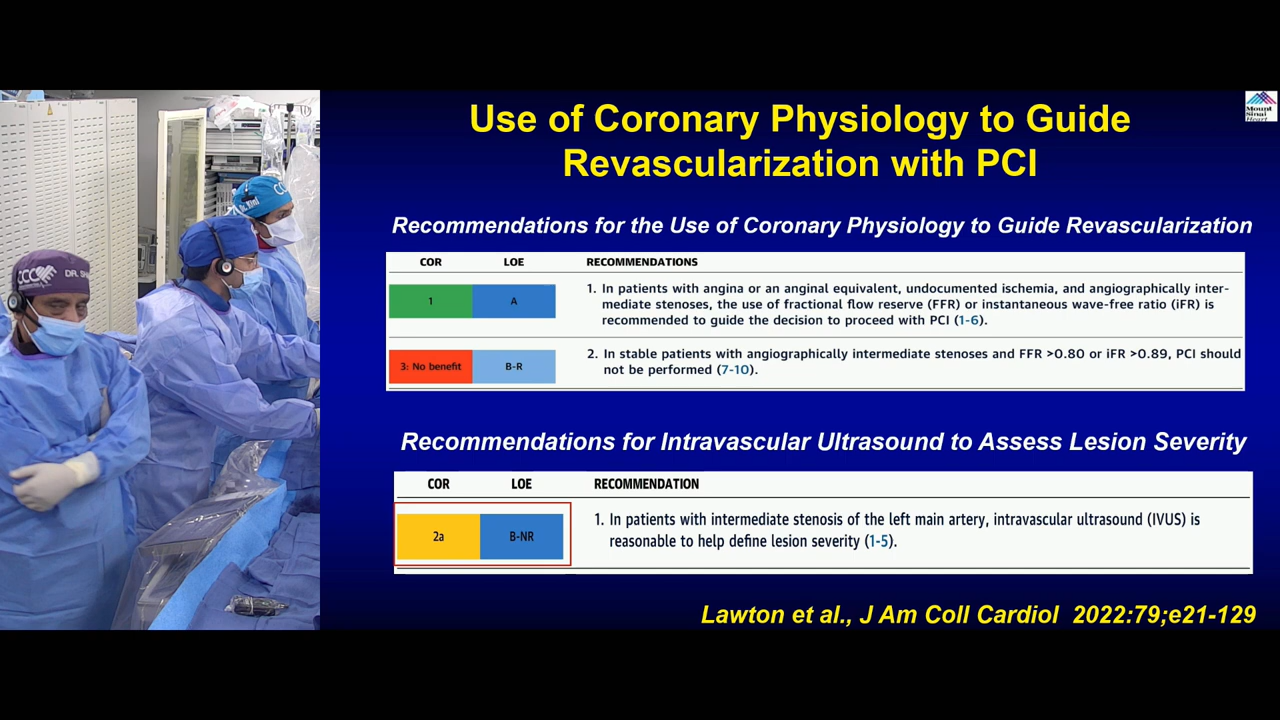 Use of Coronary Physiology to Guide
Revascularization with PCI
Mount
Sinai
Heart
Recommendations for the Use of Coronary Physiology to Guide Revascularization
COR LOE RECOMMENDATIONS
1 A 1. In patients with angina or an anginal equivalent, undocumented ischemia, and angiographically inter-
mediate stenoses, the use of fractional flow reserve (FFR) or instantaneous wave-free ratio (iFR) is
recommended to guide the decision to proceed with PCI (1-6).
3: No benefit B-R 2. In stable patients with angiographically intermediate stenoses and FFR >0.80 or iFR >0.89, PCI should
not be performed (7-10).
Recommendations for Intravascular Ultrasound to Assess Lesion Severity
COR LOE RECOMMENDATION
2a B-NR 1. In patients with intermediate stenosis of the left main artery, intravascular ultrasound (IVUS) is
reasonable to help define lesion severity (1-5).
Lawton et al., J Am Coll Cardiol 2022:79;e21-129
CCC
DR.